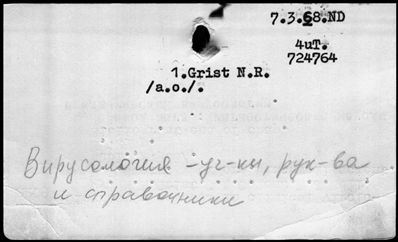 7.3.68.ND
4uT.
724764
1.Grist N.R.
/a.o./.
Вирусология -уч-ки, рук-ва
и справочники